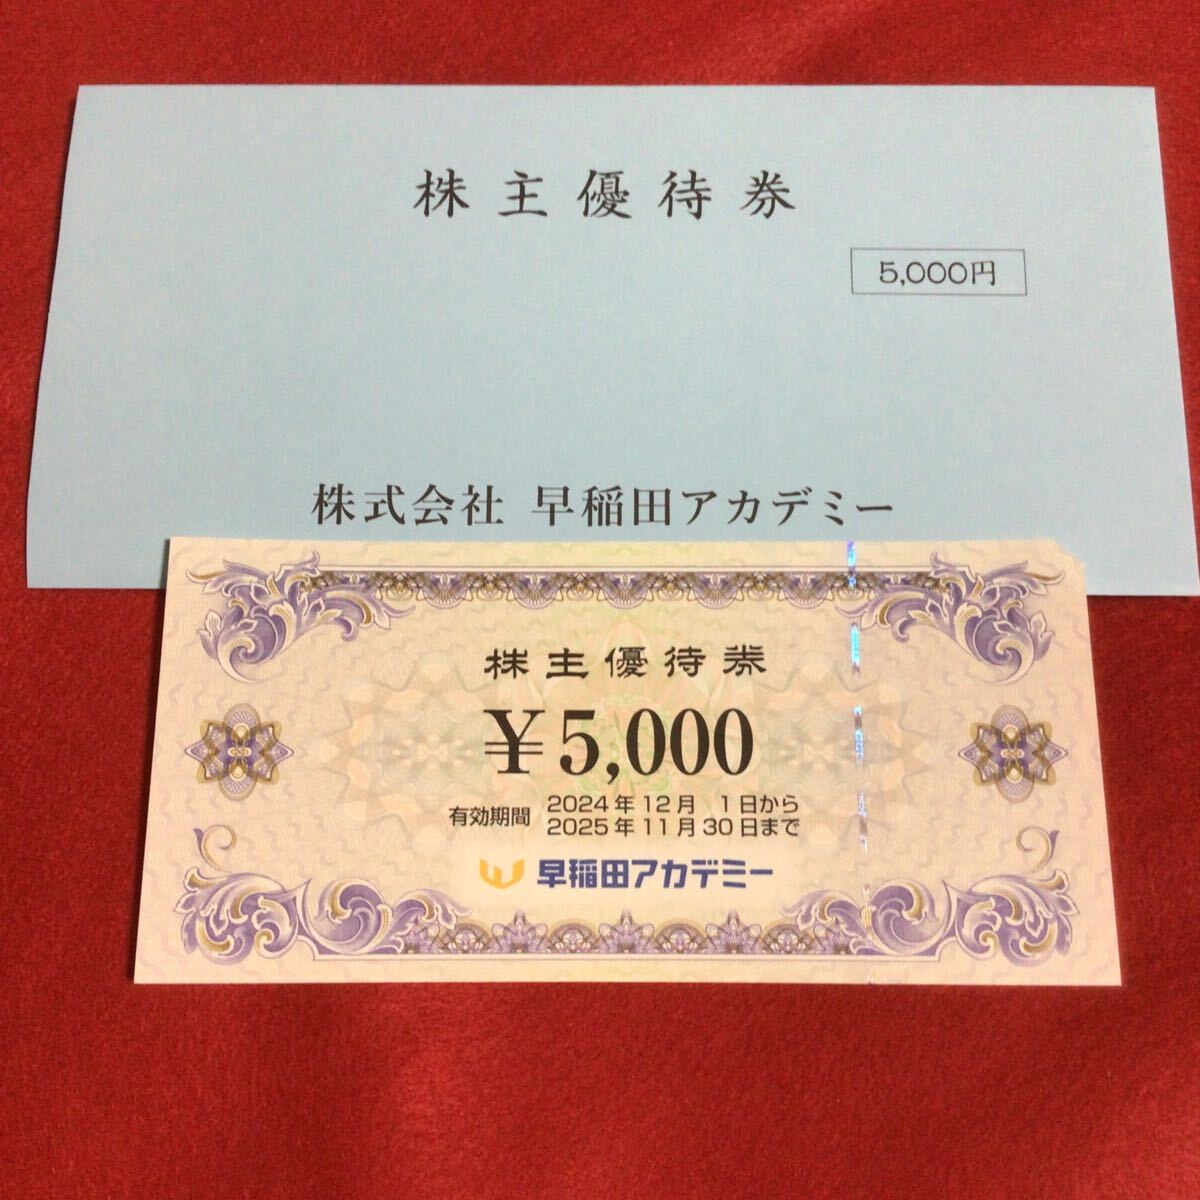 株主優待券
5,000円
株式会社 早稲田アカデミー
株主優待券
￥5,000
有効期間 2024年12月 1日から
2025年11月30日まで
早稲田アカデミー